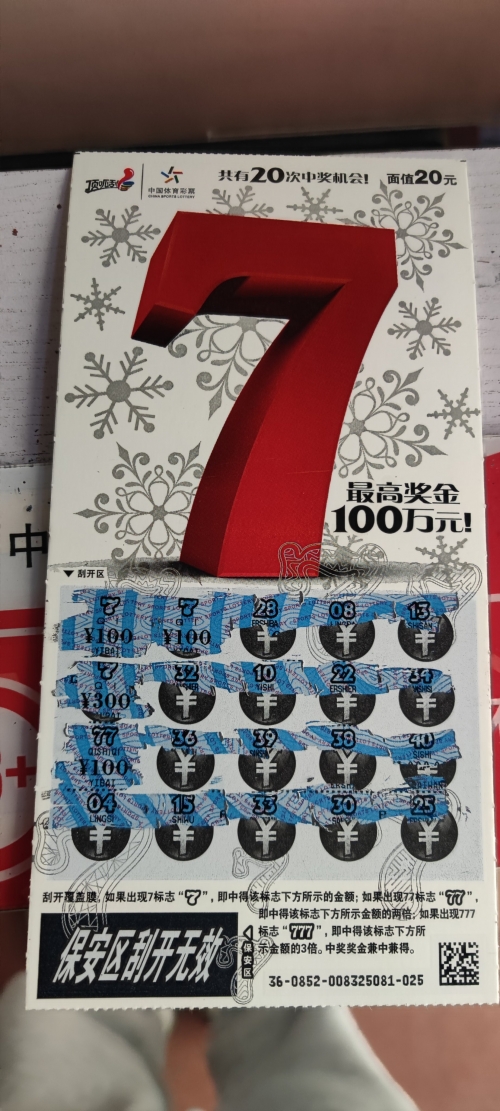 顶呱刮
中国体育彩票
CHINA SPORTS LOTTERY
共有20次中奖机会!
面值20元
7
最高奖金
100万元!
中
▼刮开区
7 7 28 08 13
¥100 ¥100
YIBAI
7 32 10 22 34
¥300
77 36 39 38 40
QISHIQI SISHI
¥100
YIBAI
04 15 33 30 25
LINGSI SHIWU
刮开覆盖膜,如果出现7标志“7”,即中得该标志下方所示的金额;如果出现77标志“77”,
即中得该标志下方所示金额的两倍;如果出现777
标志“777”,即中得该标志下方所
示金额的3倍。中奖奖金兼中兼得。
保安区刮开无效
保安区
36-0852-008325081-025